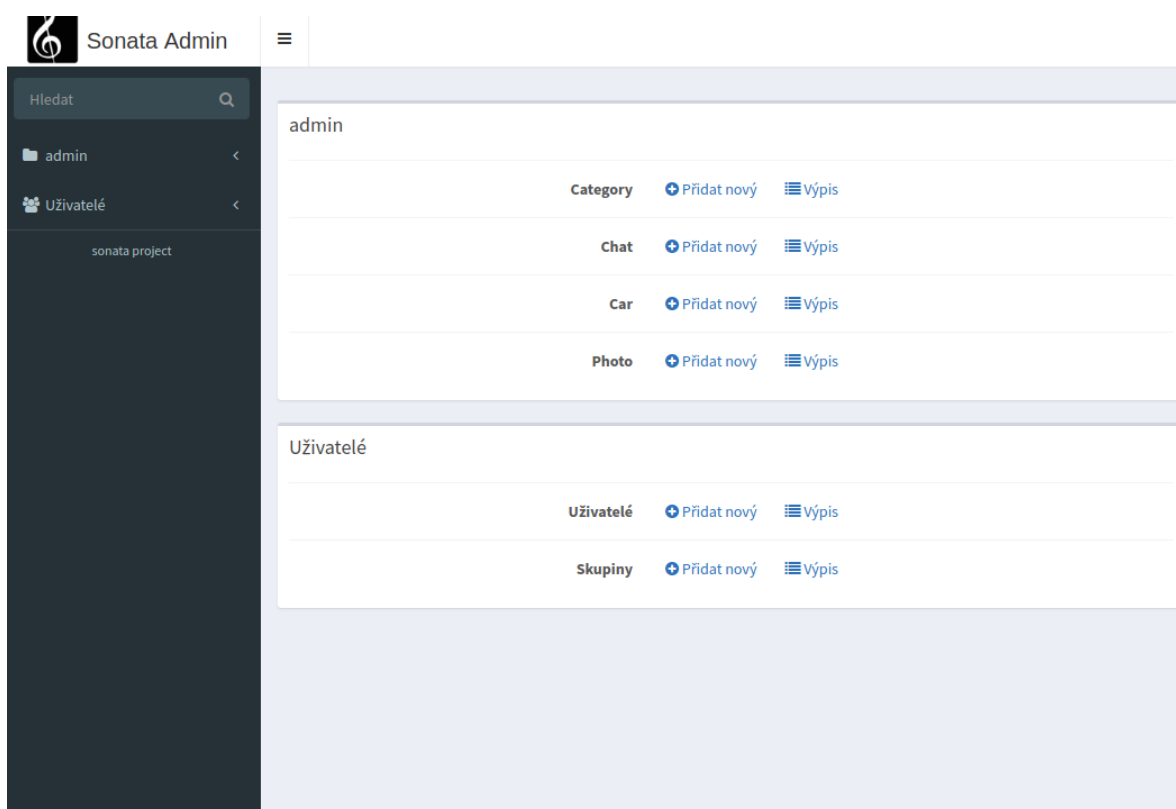 Sonata Admin
Hledat
admin
Uživatelé
sonata project
admin
Category Přidat nový Výpis
Chat Přidat nový Výpis
Car Přidat nový Výpis
Photo Přidat nový Výpis
Uživatelé
Uživatelé Přidat nový Výpis
Skupiny Přidat nový Výpis